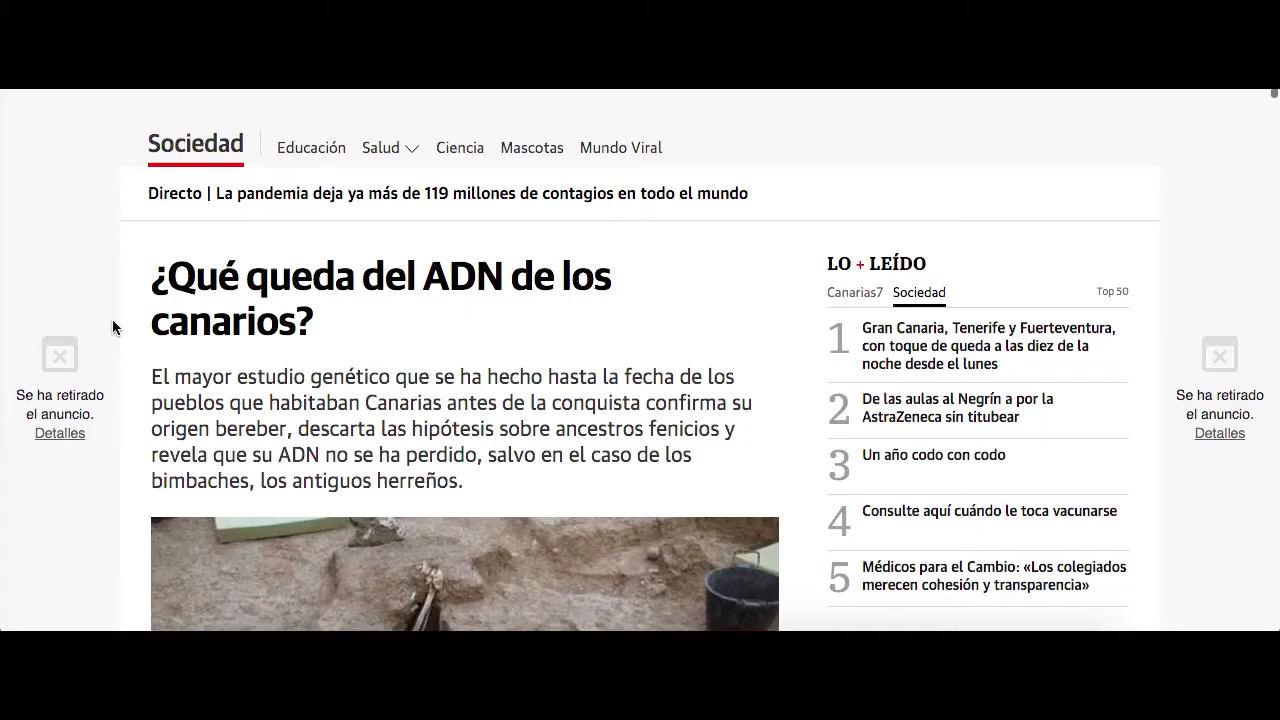 Sociedad
Educación Salud Ciencia Mascotas Mundo Viral
Directo | La pandemia deja ya más de 119 millones de contagios en todo el mundo
¿Qué queda del ADN de los
canarios?
El mayor estudio genético que se ha hecho hasta la fecha de los
pueblos que habitaban Canarias antes de la conquista confirma su
origen bereber, descarta las hipótesis sobre ancestros fenicios y
revela que su ADN no se ha perdido, salvo en el caso de los
bimbaches, los antiguos herreños.
LO + LEÍDO
Canarias7 Sociedad Top 50
1 Gran Canaria, Tenerife y Fuerteventura,
con toque de queda a las diez de la
noche desde el lunes
2 De las aulas al Negrín a por la
AstraZeneca sin titubear
3 Un año codo con codo
4 Consulte aquí cuándo le toca vacunarse
5 Médicos para el Cambio: «Los colegiados
merecen cohesión y transparencia»
Se ha retirado
el anuncio.
Detalles
Se ha retirado
el anuncio.
Detalles